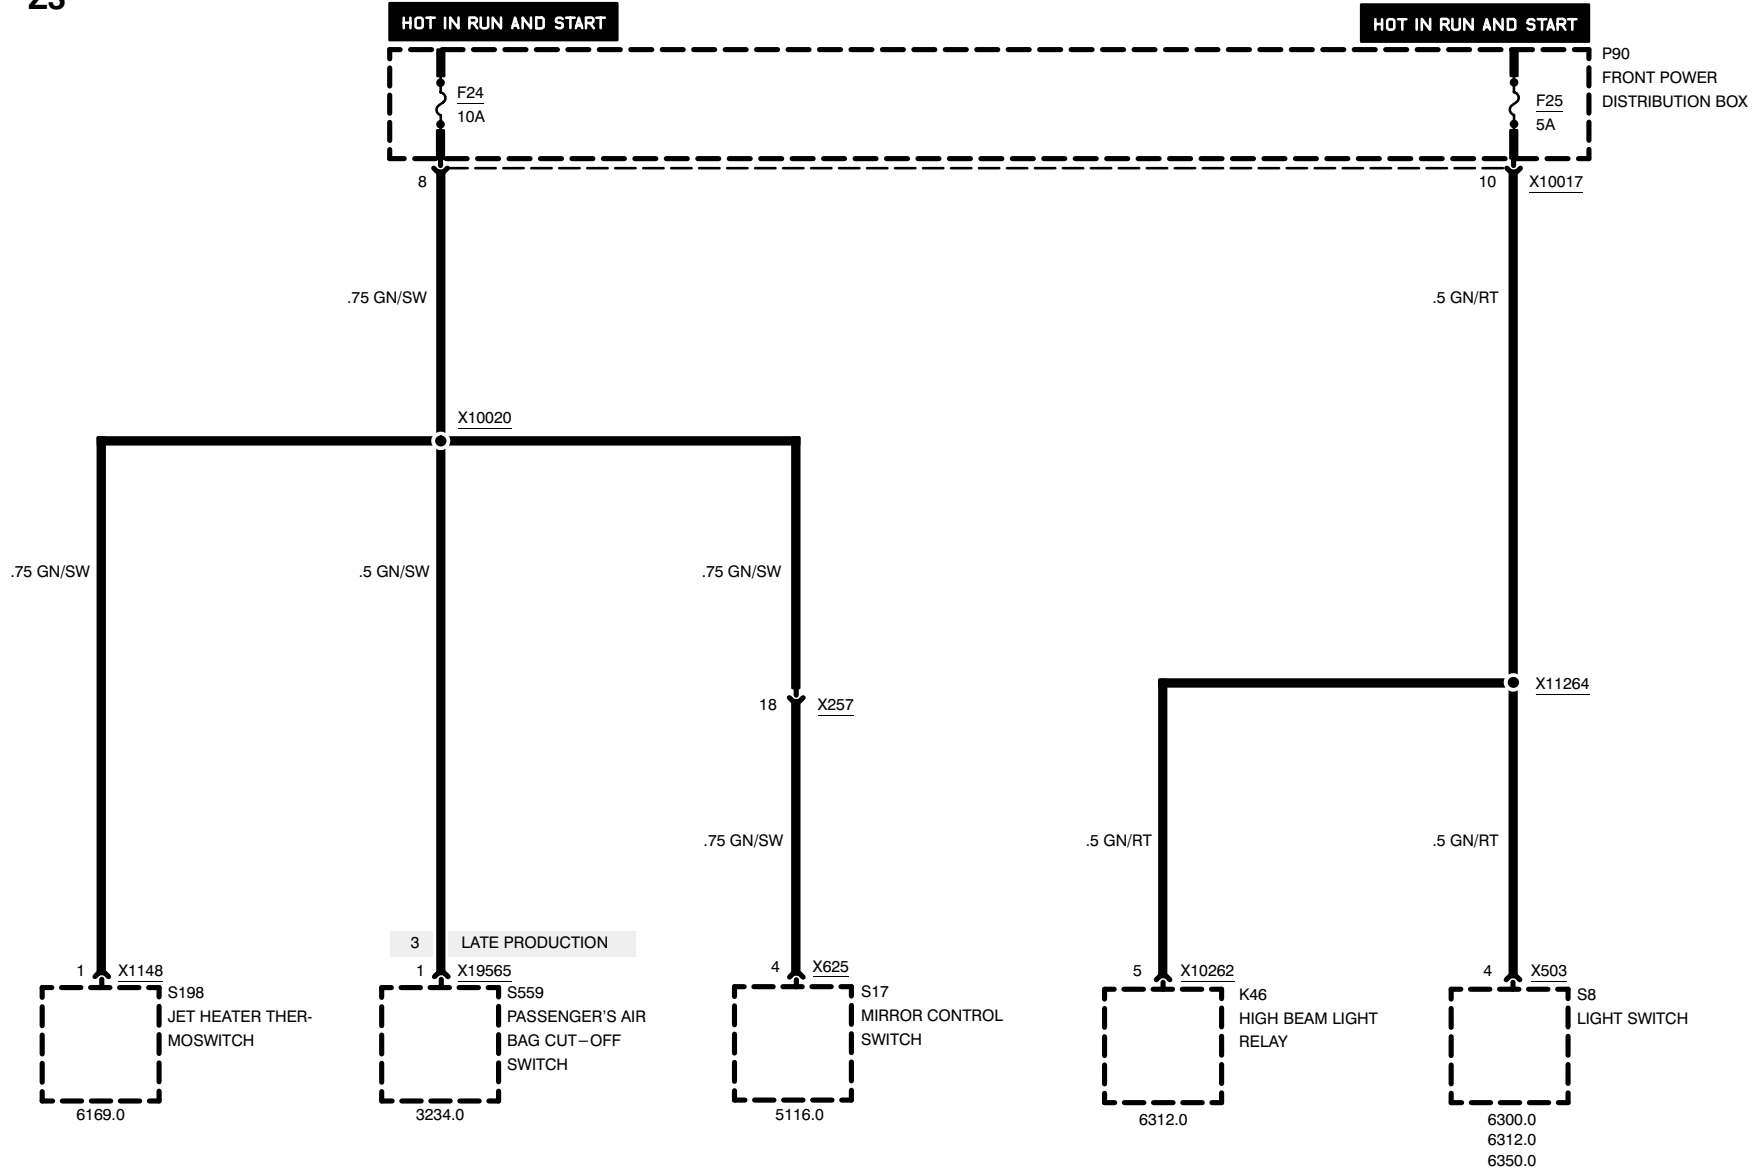 Z3
HOT IN RUN AND START
HOT IN RUN AND START
P90
FRONT POWER
DISTRIBUTION BOX
F24
10A
F25
5A
8
10
X10017
.75 GN/SW
.5 GN/RT
X10020
.75 GN/SW
.5 GN/SW
.75 GN/SW
X11264
18
X257
.75 GN/SW
.5 GN/RT
.5 GN/RT
3
LATE PRODUCTION
1
X1148
1
X19565
4
X625
5
X10262
4
X503
S198
JET HEATER THER-
MOSWITCH
S559
PASSENGER’S AIR
BAG CUT−OFF
SWITCH
S17
MIRROR CONTROL
SWITCH
K46
HIGH BEAM LIGHT
RELAY
S8
LIGHT SWITCH
6169.0
3234.0
5116.0
6312.0
6300.0
6312.0
6350.0